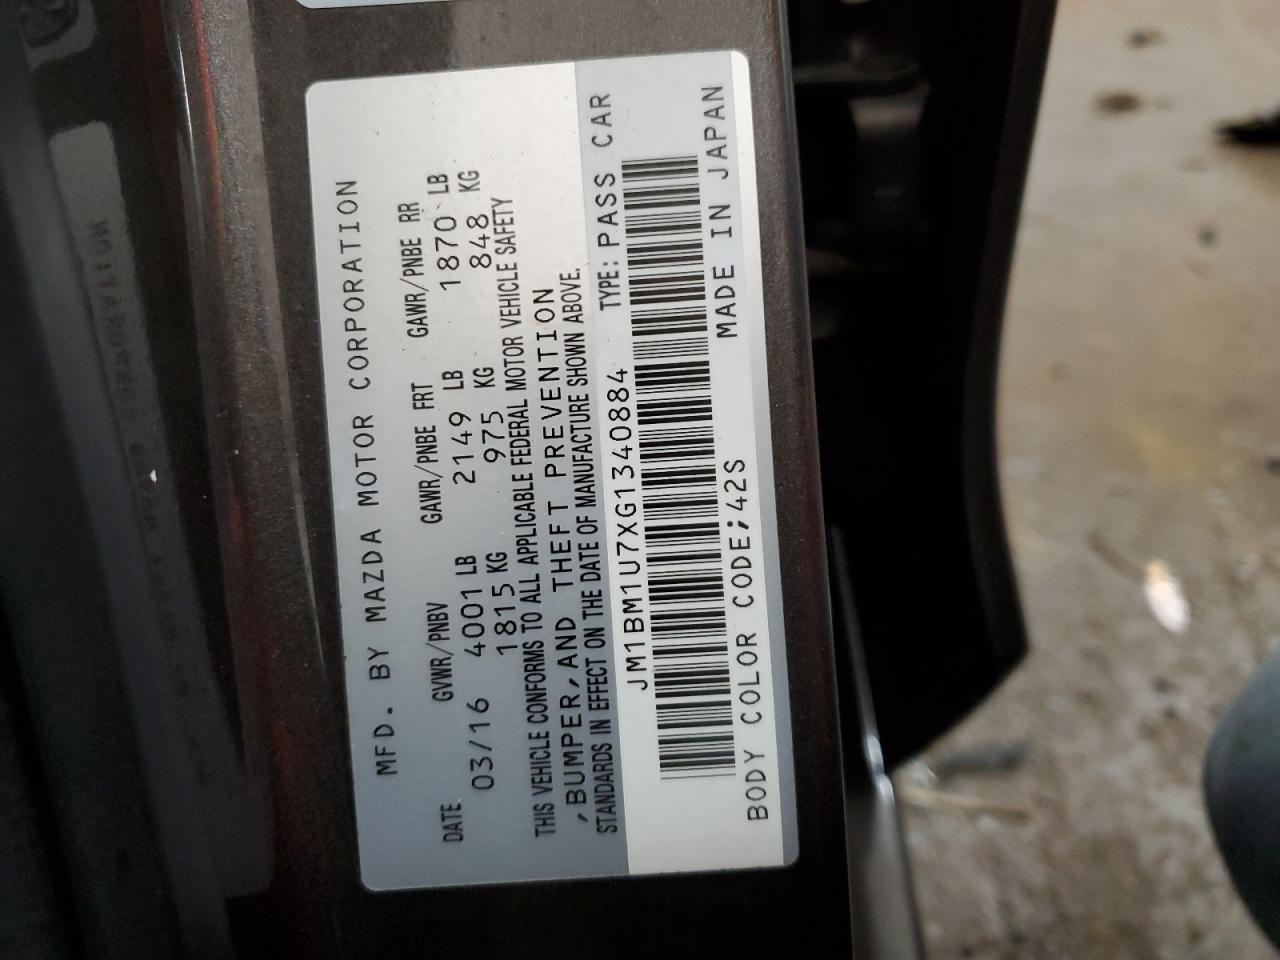 MFD. BY MAZDA MOTOR CORPORATION
DATE GVWR/PNBV GAWR/PNBE FRT GAWR/PNBE RR
03/16 4001 LB 2149 LB 1870 LB
1815 KG 975 KG 848 KG
THIS VEHICLE CONFORMS TO ALL APPLICABLE FEDERAL MOTOR VEHICLE SAFETY
,BUMPER,AND THEFT PREVENTION
STANDARDS IN EFFECT ON THE DATE OF MANUFACTURE SHOWN ABOVE.
JM1BM1U7XG1340884 TYPE: PASS CAR
BODY COLOR CODE;42S MADE IN JAPAN